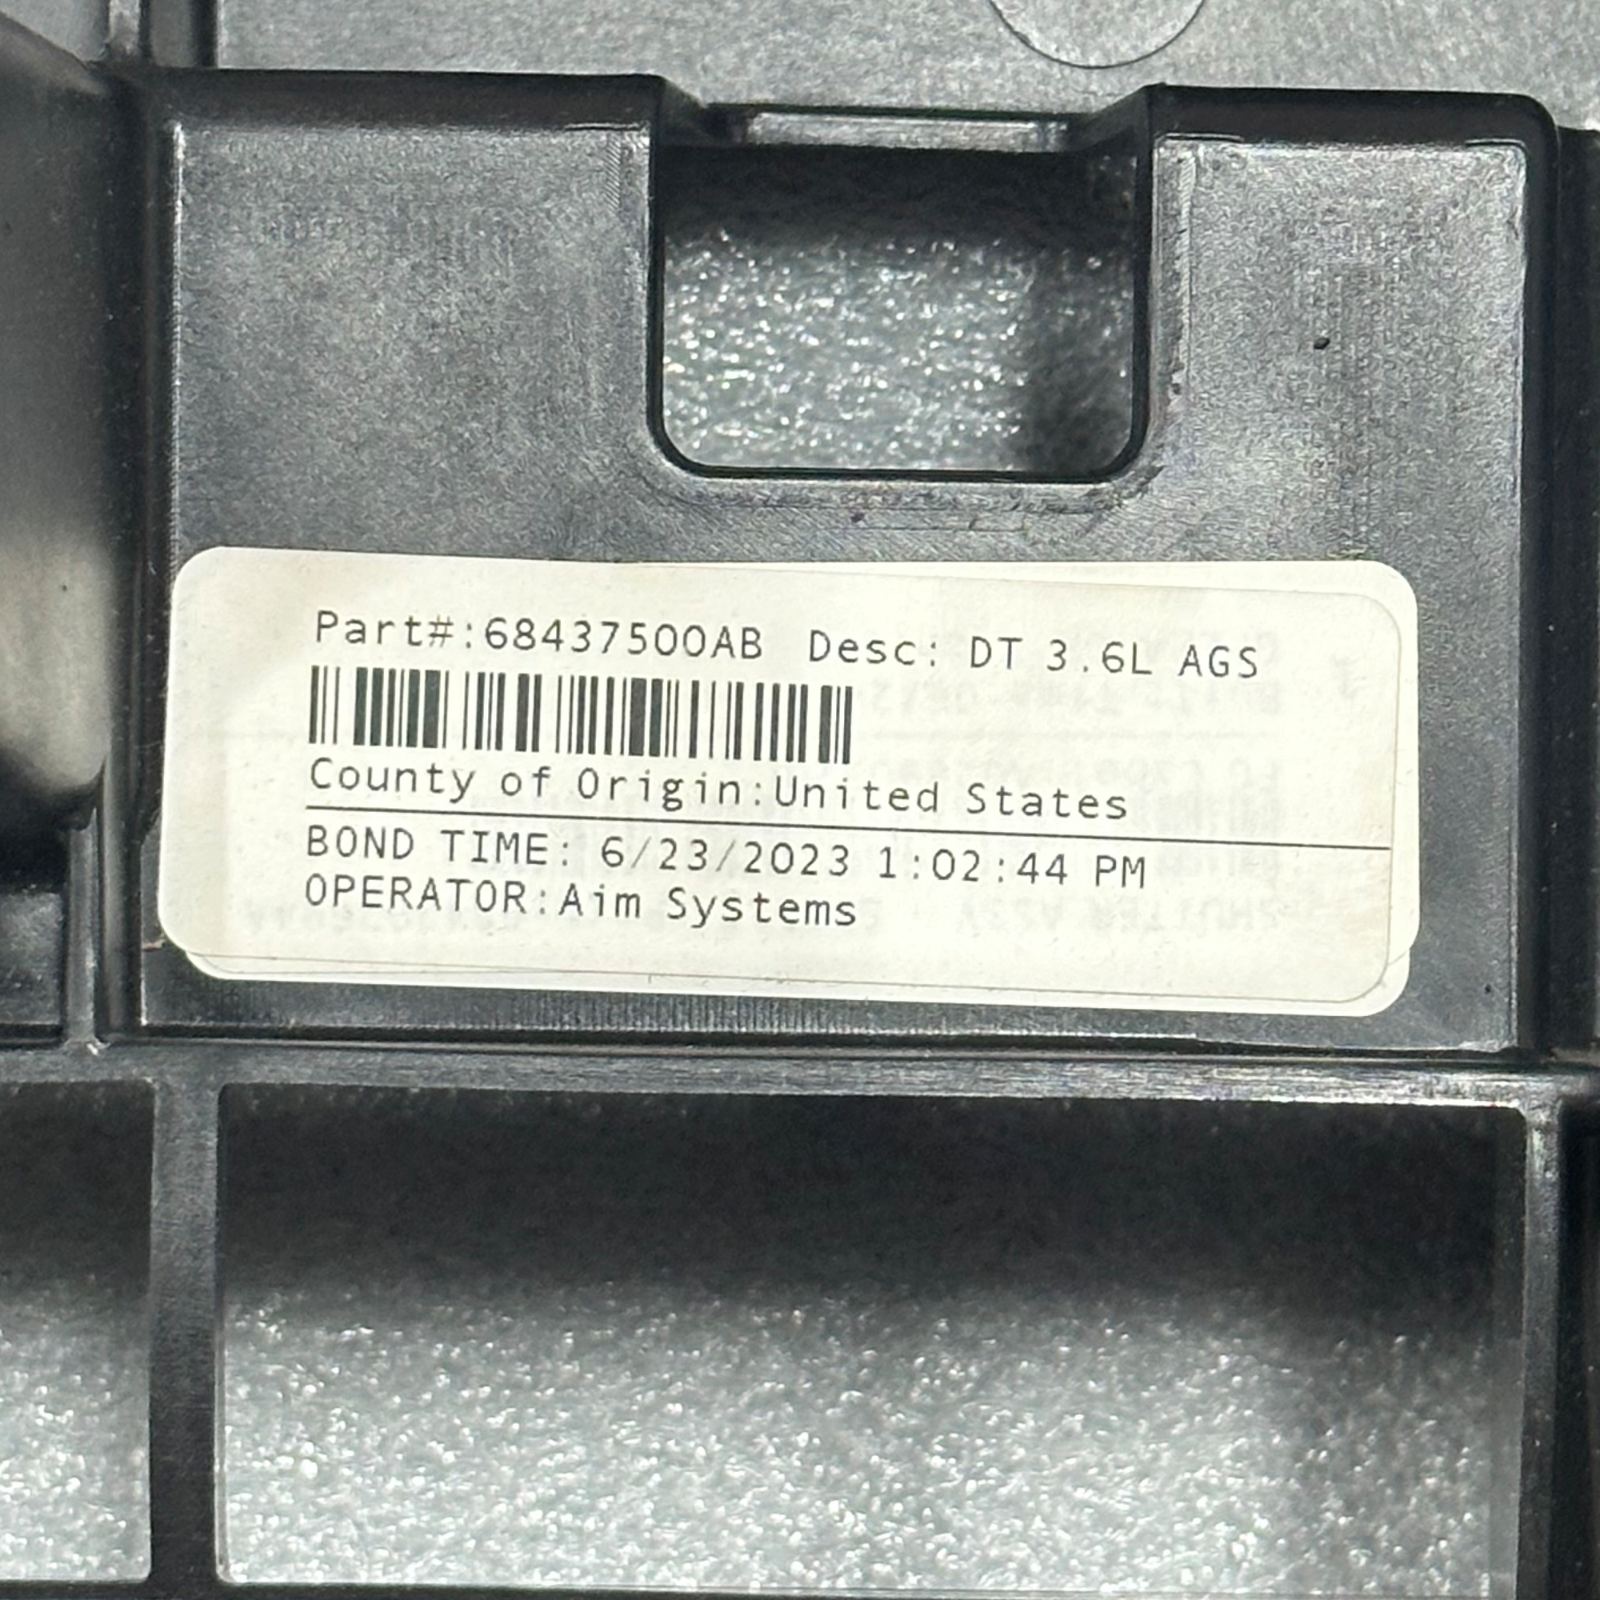 Part#:68437500AB Desc: DT 3.6L AGS
County of Origin:United States
BOND TIME: 6/23/2023 1:02:44 PM
OPERATOR:Aim Systems